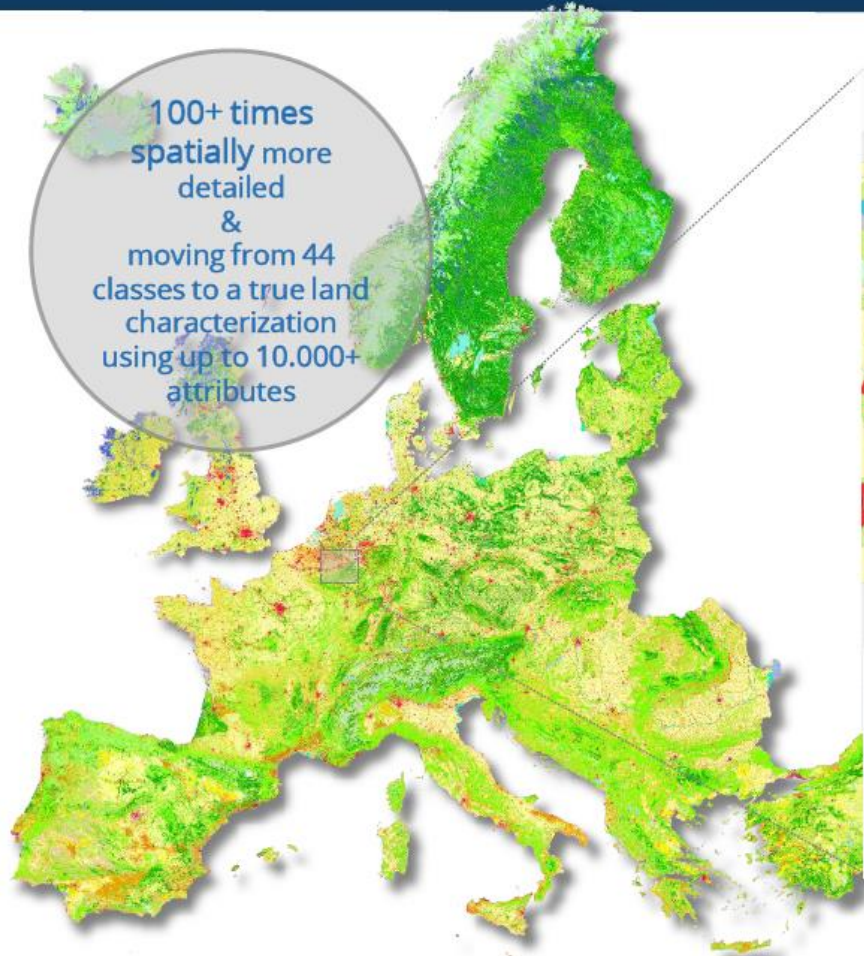 100+ times
spatially more
detailed
&
moving from 44
classes to a true land
characterization
using up to 10.000+
attributes